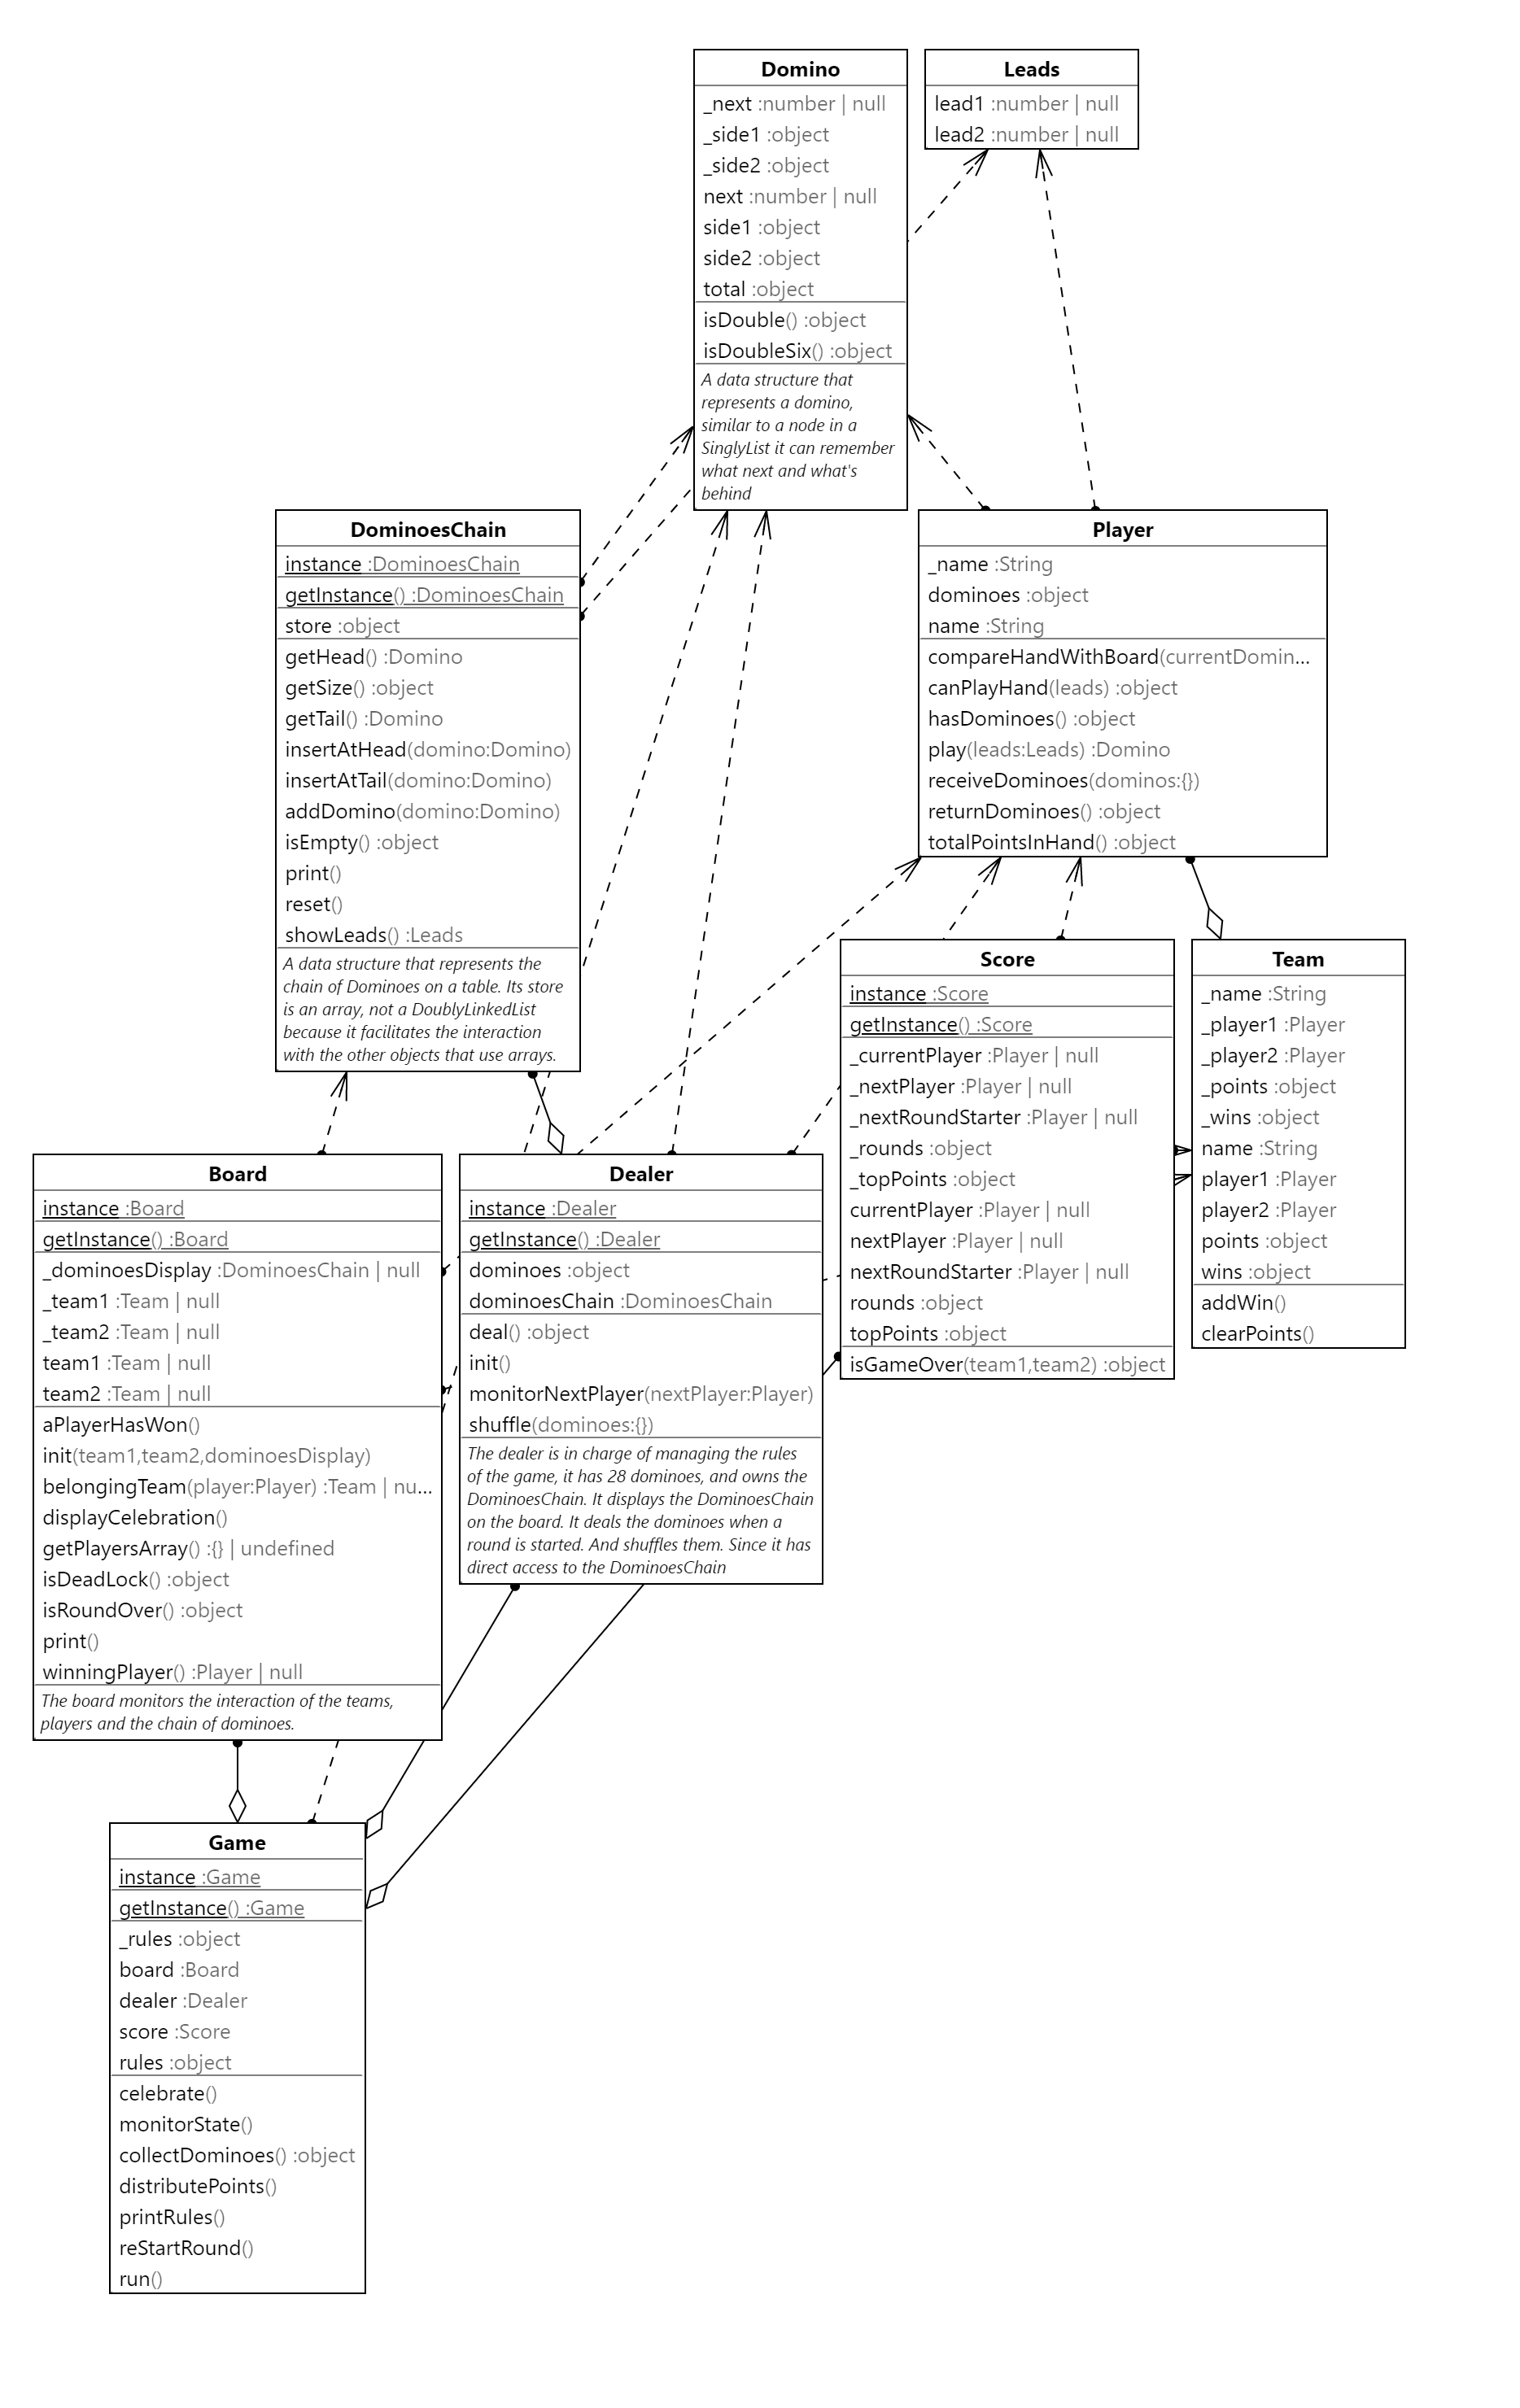 Domino
_next :number | null
_side1 :object
_side2 :object
next :number | null
side1 :object
side2 :object
total :object
isDouble() :object
isDoubleSix() :object
A data structure that
represents a domino,
similar to a node in a
SinglyList it can remember
what next and what's
behind
Leads
lead1 :number | null
lead2 :number | null
DominoesChain
instance :DominoesChain
getInstance() :DominoesChain
store :object
getHead() :Domino
getSize() :object
getTail() :Domino
insertAtHead(domino:Domino)
insertAtTail(domino:Domino)
addDomino(domino:Domino)
isEmpty() :object
print()
reset()
showLeads() :Leads
A data structure that represents the
chain of Dominoes on a table. Its store
is an array, not a DoublyLinkedList
because it facilitates the interaction
with the other objects that use arrays.
Player
_name :String
dominoes :object
name :String
compareHandWithBoard(currentDomin...
canPlayHand(leads) :object
hasDominoes() :object
play(leads:Leads) :Domino
receiveDominoes(dominos:{})
returnDominoes() :object
totalPointsInHand() :object
Score
instance :Score
getInstance() :Score
_currentPlayer :Player | null
_nextPlayer :Player | null
_nextRoundStarter :Player | null
_rounds :object
_topPoints :object
currentPlayer :Player | null
nextPlayer :Player | null
nextRoundStarter :Player | null
rounds :object
topPoints :object
isGameOver(team1,team2) :object
Team
_name :String
_player1 :Player
_player2 :Player
_points :object
_wins :object
name :String
player1 :Player
player2 :Player
points :object
wins :object
addWin()
clearPoints()
Board
instance :Board
getInstance() :Board
_dominoesDisplay :DominoesChain | null
_team1 :Team | null
_team2 :Team | null
team1 :Team | null
team2 :Team | null
aPlayerHasWon()
init(team1,team2,dominoesDisplay)
belongingTeam(player:Player) :Team | nu...
displayCelebration()
getPlayersArray() :{} | undefined
isDeadLock() :object
isRoundOver() :object
print()
winningPlayer() :Player | null
The board monitors the interaction of the teams,
players and the chain of dominoes.
Dealer
instance :Dealer
getInstance() :Dealer
dominoes :object
dominoesChain :DominoesChain
deal() :object
init()
monitorNextPlayer(nextPlayer:Player)
shuffle(dominoes:{})
The dealer is in charge of managing the rules
of the game, it has 28 dominoes, and owns the
DominoesChain. It displays the DominoesChain
on the board. It deals the dominoes when a
round is started. And shuffles them. Since it has
direct access to the DominoesChain
Game
instance :Game
getInstance() :Game
_rules :object
board :Board
dealer :Dealer
score :Score
rules :object
celebrate()
monitorState()
collectDominoes() :object
distributePoints()
printRules()
reStartRound()
run()